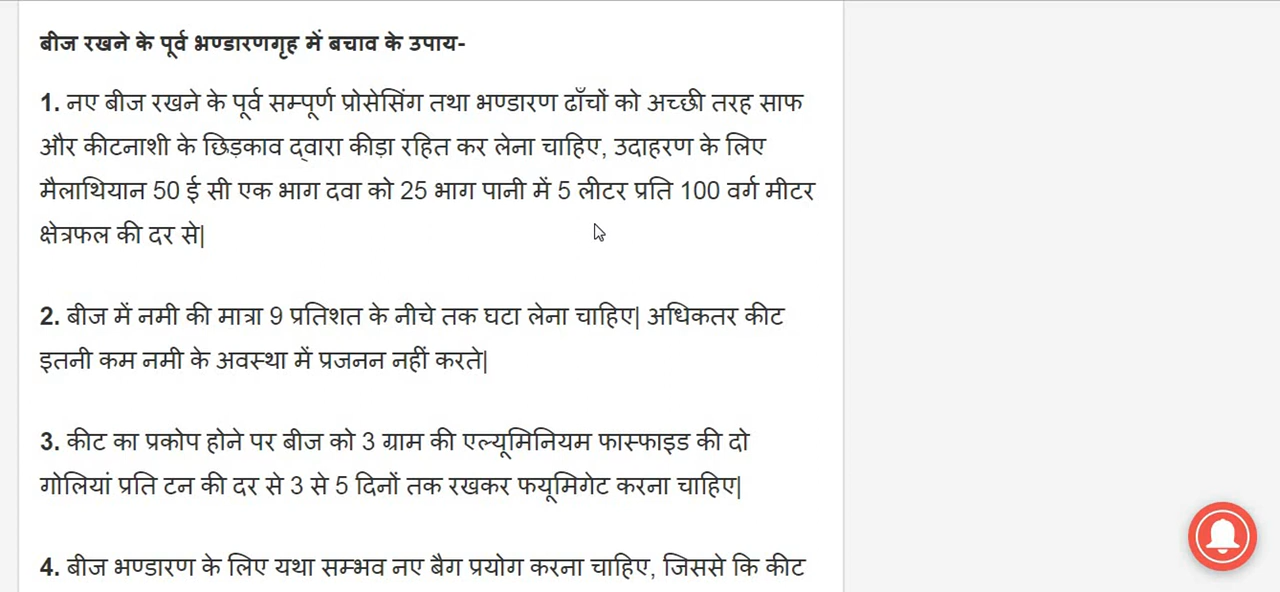 बीज रखने के पूर्व भण्डारणगृह में बचाव के उपाय-
1. नए बीज रखने के पूर्व सम्पूर्ण प्रोसेसिंग तथा भण्डारण ढाँचों को अच्छी तरह साफ
और कीटनाशी के छिड़काव द्वारा कीड़ा रहित कर लेना चाहिए, उदाहरण के लिए
मैलाथियान 50 ई सी एक भाग दवा को 25 भाग पानी में 5 लीटर प्रति 100 वर्ग मीटर
क्षेत्रफल की दर से|
2. बीज में नमी की मात्रा 9 प्रतिशत के नीचे तक घटा लेना चाहिए| अधिकतर कीट
इतनी कम नमी के अवस्था में प्रजनन नहीं करते|
3. कीट का प्रकोप होने पर बीज को 3 ग्राम की एल्यूमिनियम फास्फाइड की दो
गोलियां प्रति टन की दर से 3 से 5 दिनों तक रखकर फयूमिगेट करना चाहिए|
4. बीज भण्डारण के लिए यथा सम्भव नए बैग प्रयोग करना चाहिए, जिससे कि कीट